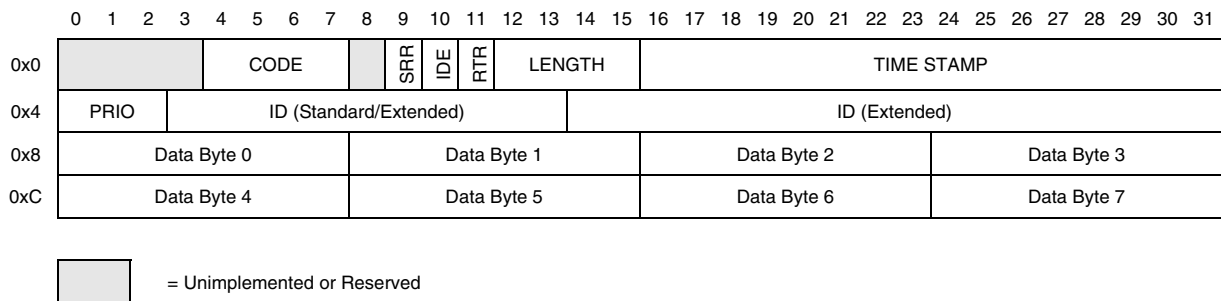 0 1 2 3 4 5 6 7 8 9 10 11 12 13 14 15 16 17 18 19 20 21 22 23 24 25 26 27 28 29 30 31
0x0 CODE SRR IDE RTR LENGTH TIME STAMP
0x4 PRIO ID (Standard/Extended) ID (Extended)
0x8 Data Byte 0 Data Byte 1 Data Byte 2 Data Byte 3
0xC Data Byte 4 Data Byte 5 Data Byte 6 Data Byte 7
= Unimplemented or Reserved